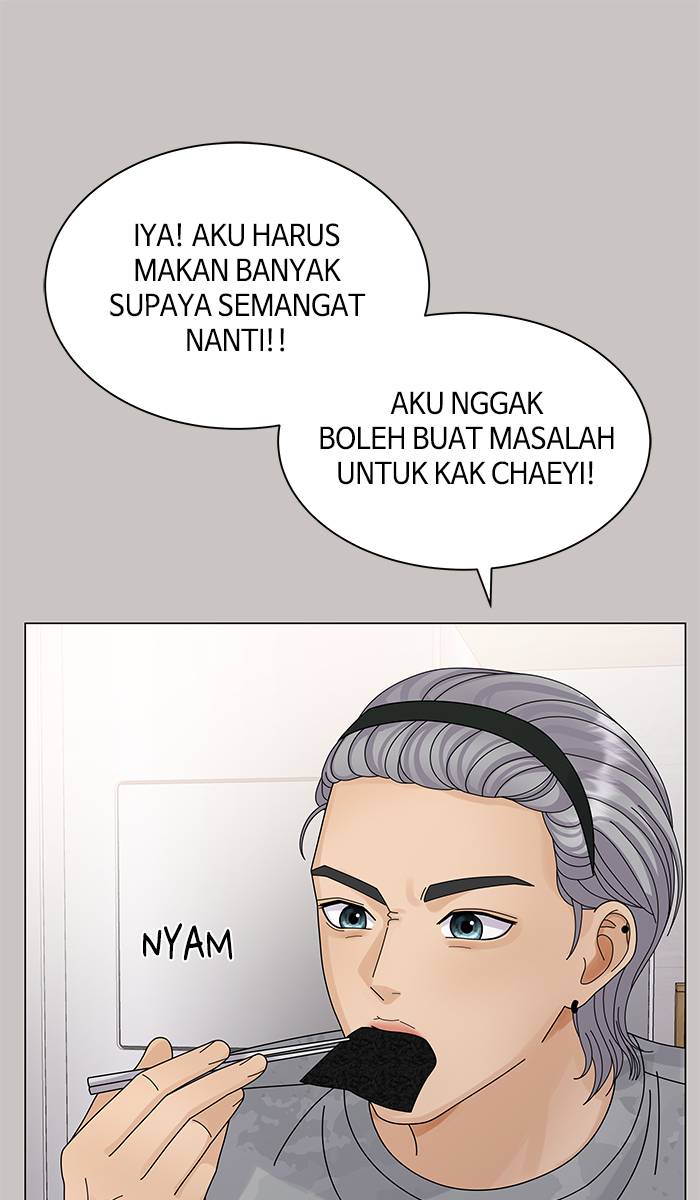 IYA! AKU HARUS
MAKAN BANYAK
SUPAYA SEMANGAT
NANTI!!
AKU NGGAK
BOLEH BUAT MASALAH
UNTUK KAK CHAEYI!
NYAM